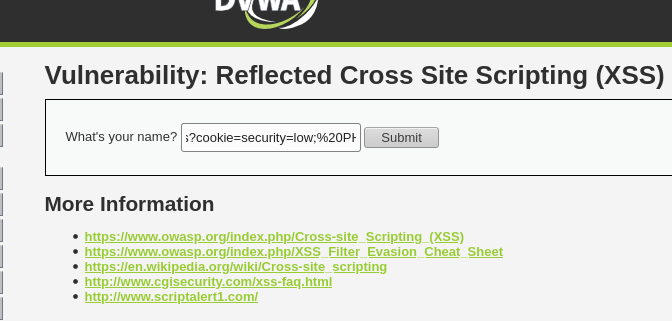 DVWA
Vulnerability: Reflected Cross Site Scripting (XSS)
What's your name? s?cookie=security=low;%20PH Submit
More Information
https://www.owasp.org/index.php/Cross-site_Scripting_(XSS)
https://www.owasp.org/index.php/XSS_Filter_Evasion_Cheat_Sheet
https://en.wikipedia.org/wiki/Cross-site_scripting
http://www.cgisecurity.com/xss-faq.html
http://www.scriptalert1.com/